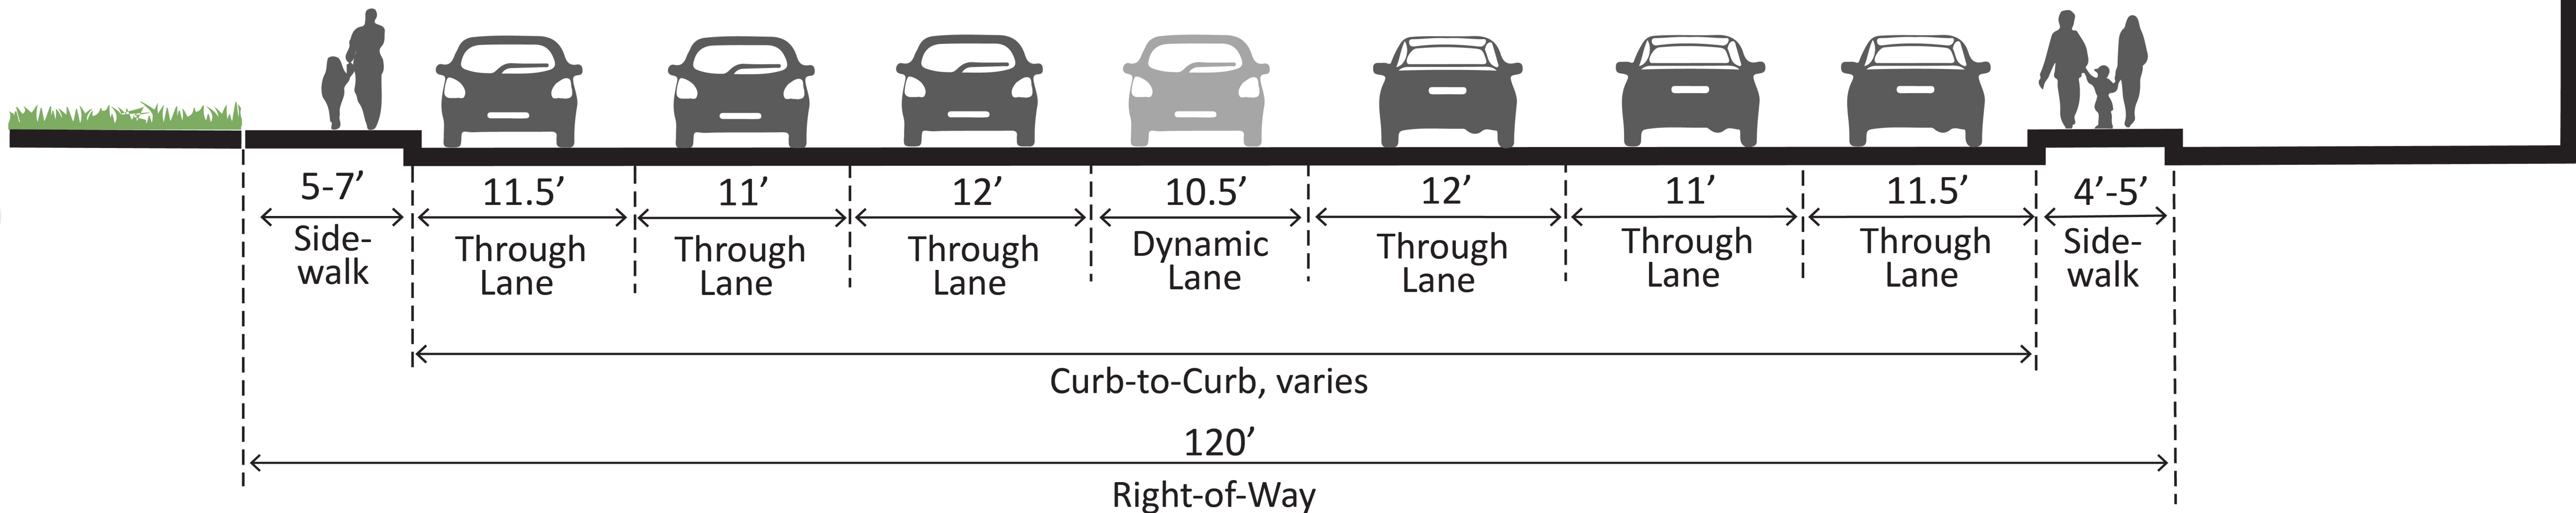 5-7’
Side-
walk
11.5’
Through
Lane
11’
Through
Lane
12’
Through
Lane
10.5’
Dynamic
Lane
12’
Through
Lane
11’
Through
Lane
11.5’
Through
Lane
4’-5’
Side-
walk
Curb-to-Curb, varies
120’
Right-of-Way